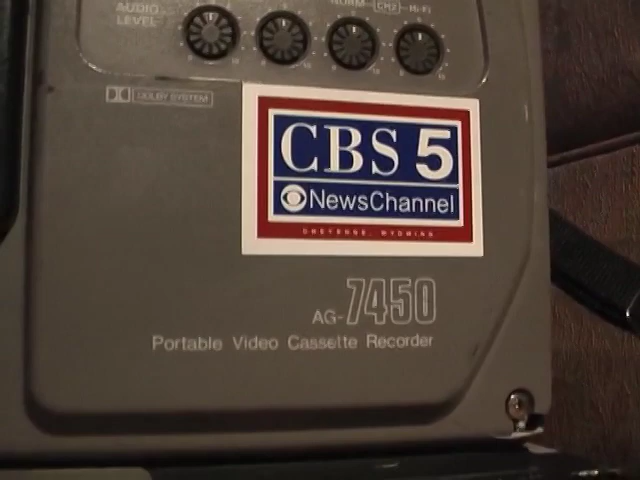 AUDIO
LEVEL
NORM CH2 Hi-Fi
DOLBY SYSTEM
CBS 5
NewsChannel
CHEYENNE, WYOMING
AG-7450
Portable Video Cassette Recorder